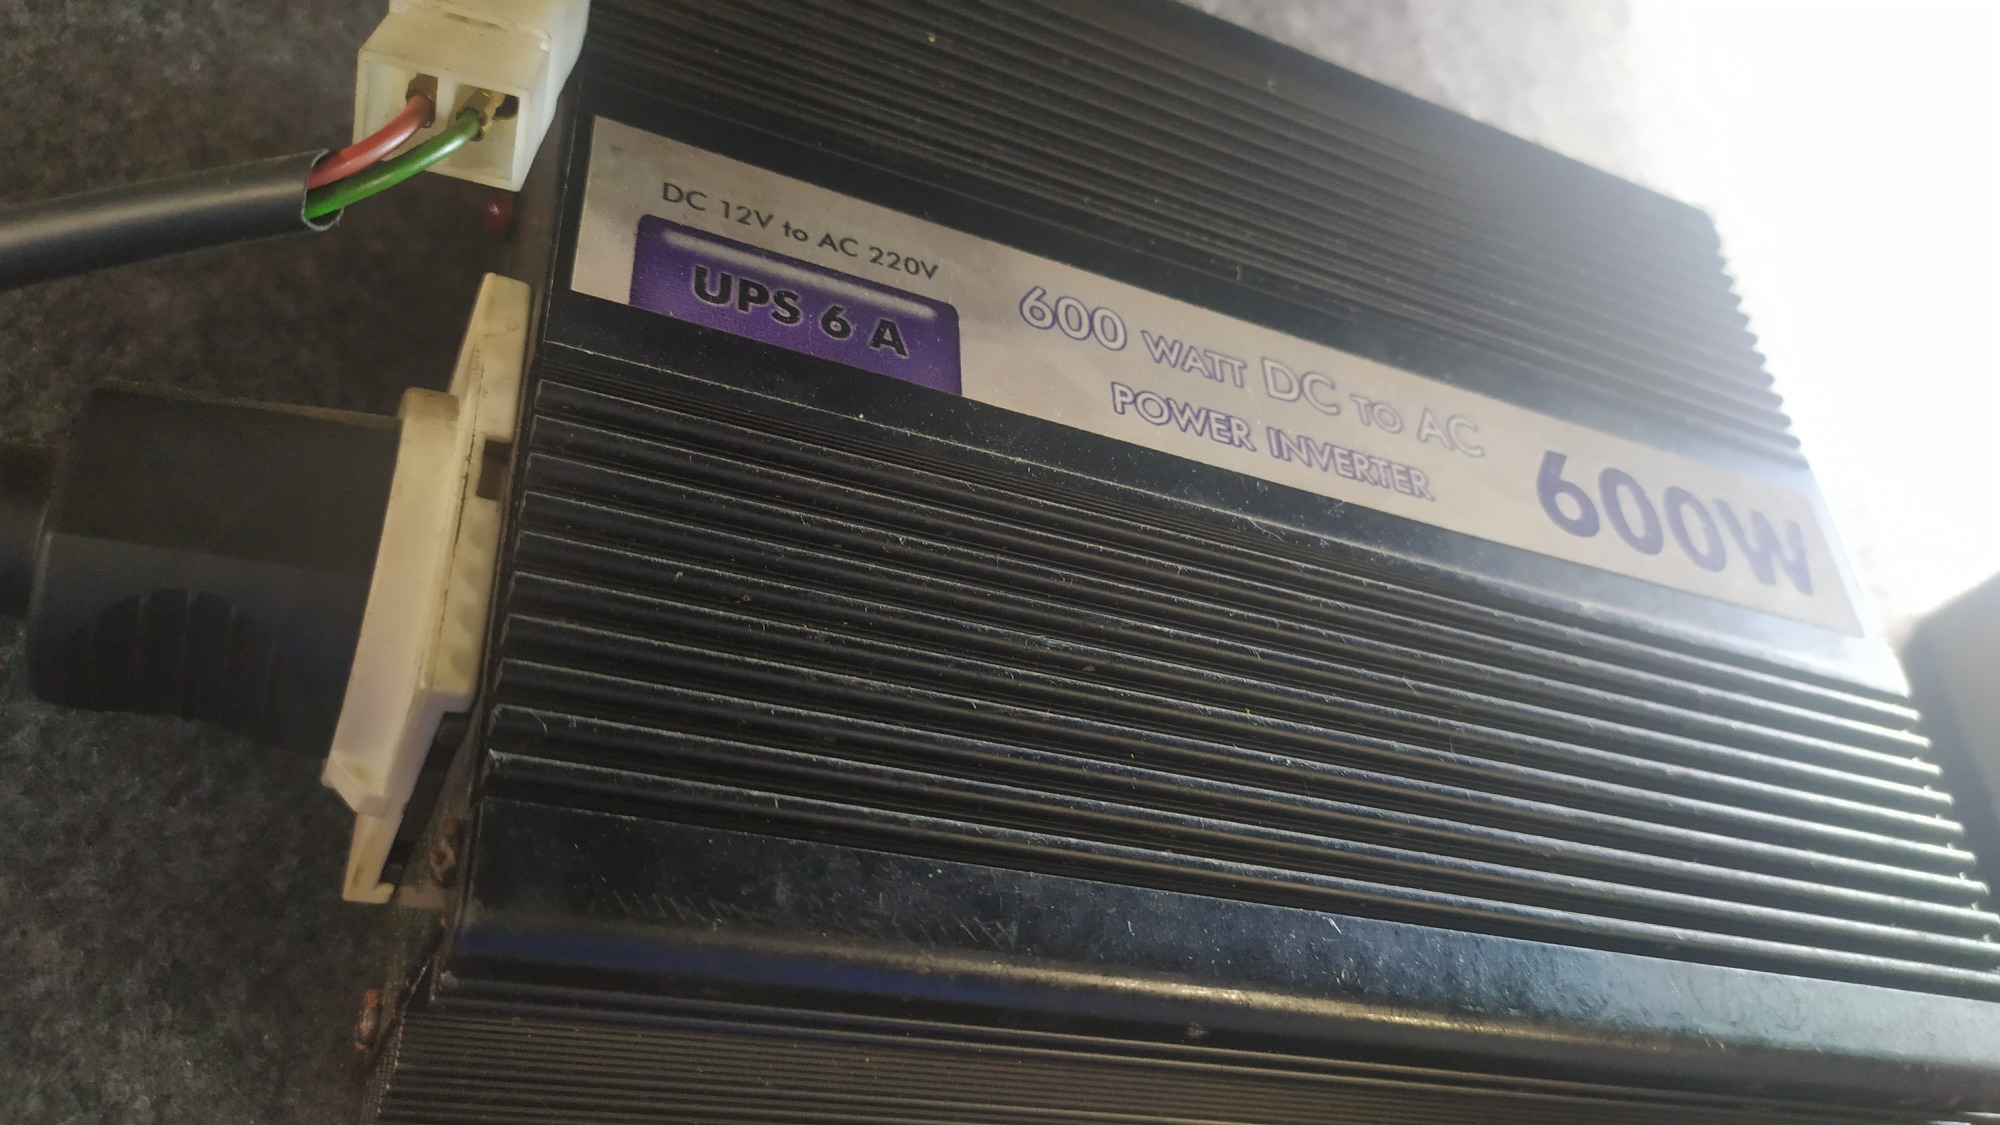 DC 12V to AC 220V
UPS 6 A
600 WATT DC TO AC
POWER INVERTER
600W